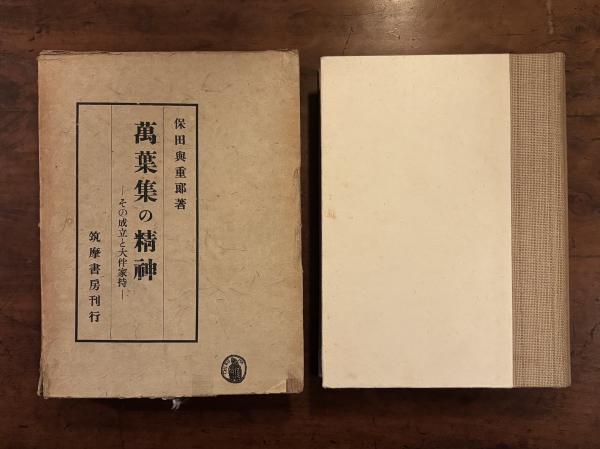 保田與重郎著
萬葉集の精神
―その成立と大伴家持―
筑摩書房刊行